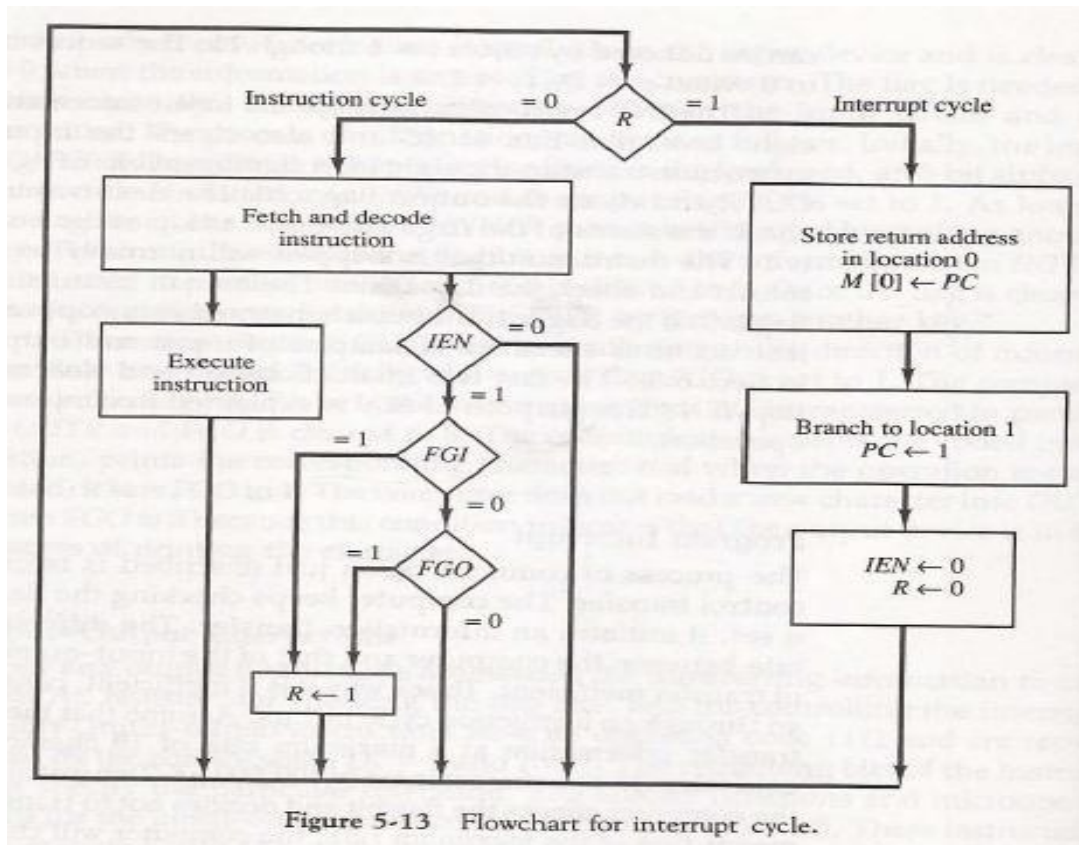 Instruction cycle
= 0
R
= 1
Interrupt cycle
Fetch and decode
instruction
Store return address
in location 0
M [0] ← PC
IEN
= 0
Execute
instruction
= 1
Branch to location 1
PC ← 1
= 1
FGI
= 0
= 1
FGO
= 0
IEN ← 0
R ← 0
R ← 1
Figure 5-13 Flowchart for interrupt cycle.